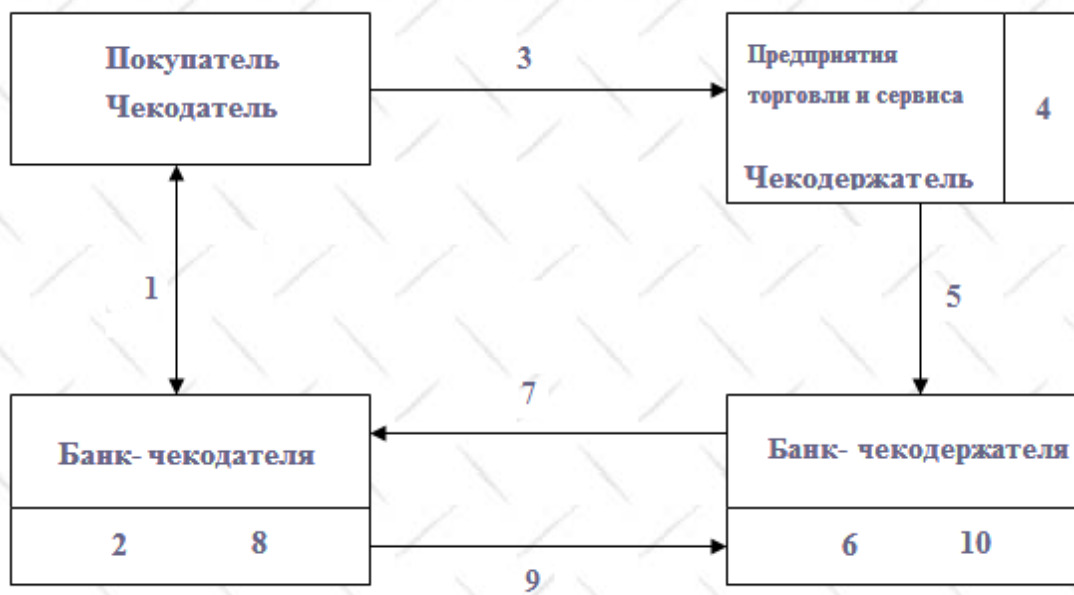 Покупатель
Чекодатель
3
Предприятия
торговли и сервиса
Чекодержатель
4
1
5
7
Банк- чекодателя
Банк- чекодержателя
2 8
6 10
9